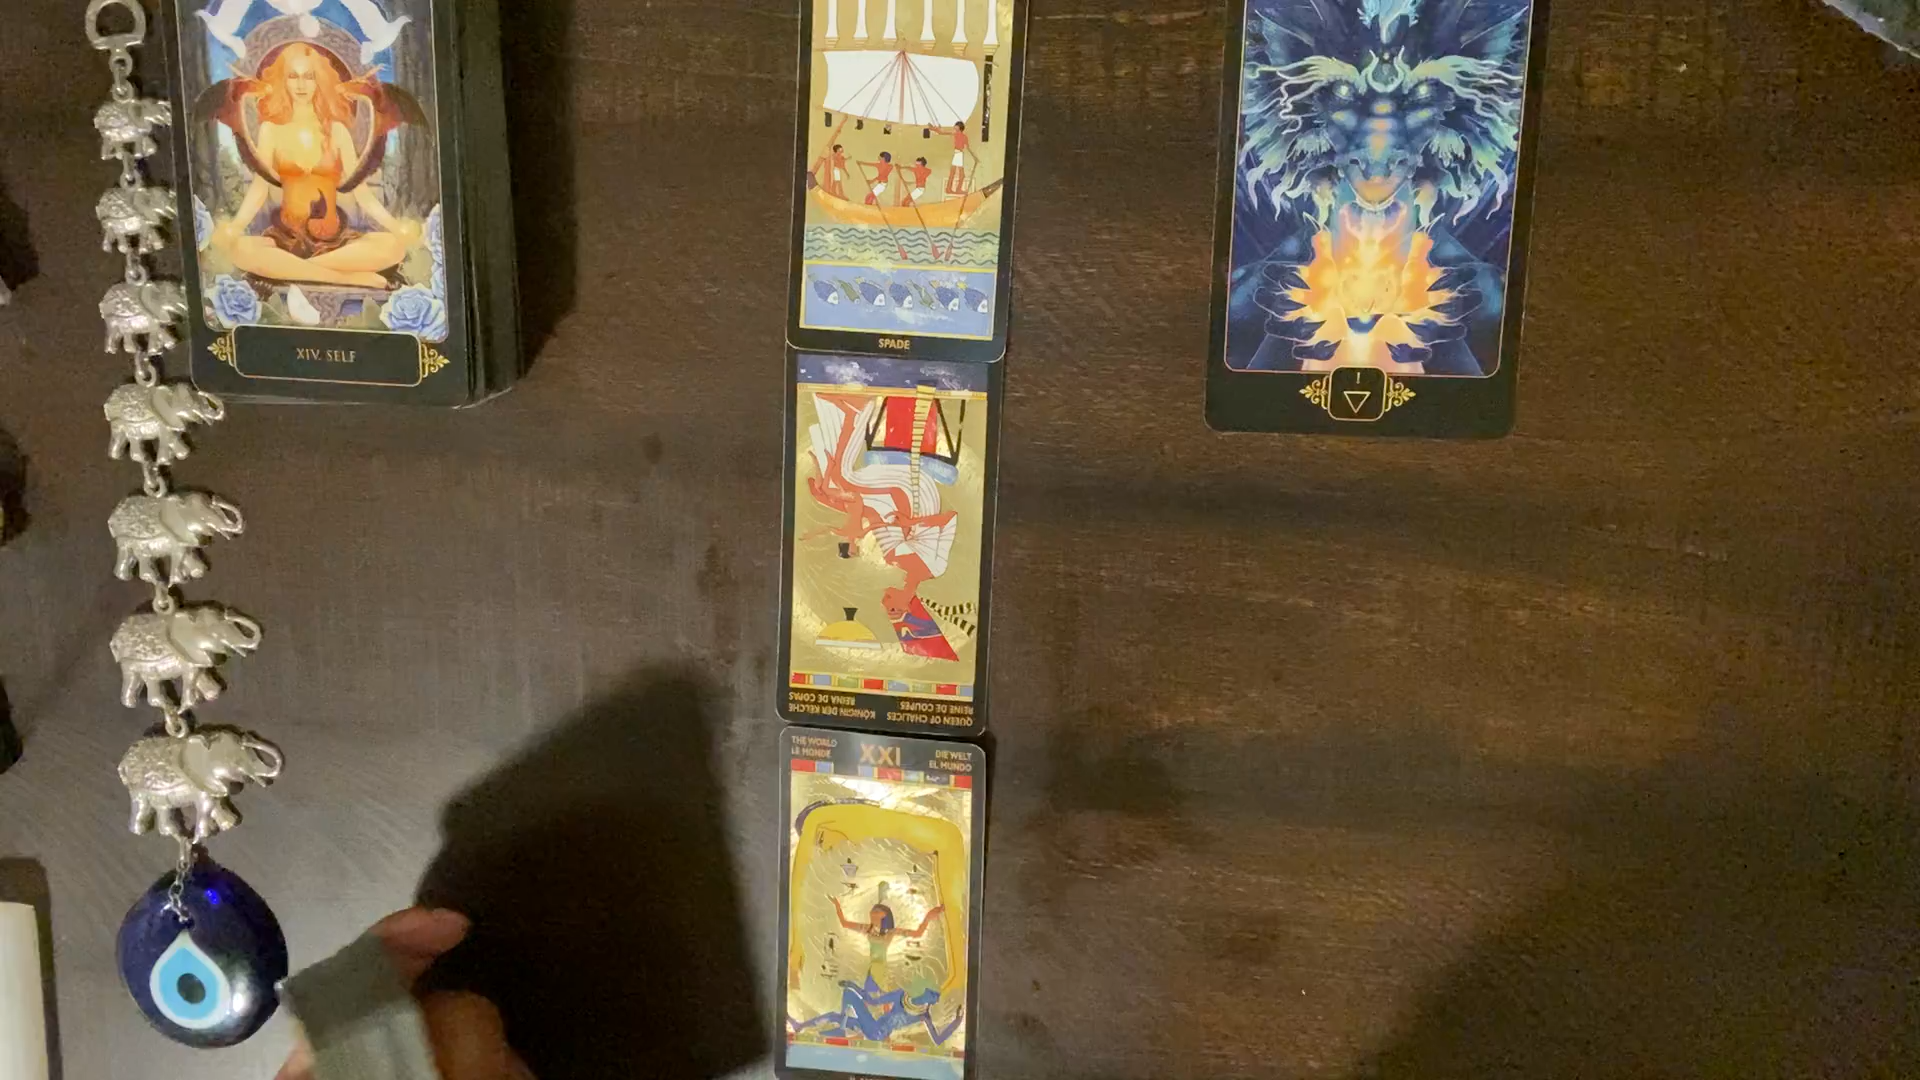 XIV. SELF
SPADE
I
QUEEN OF CHALICES KÖNIGIN DER KELCHE
REINE DE COUPES REINA DE COPAS
THE WORLD XXI DIE WELT
LE MONDE EL MUNDO